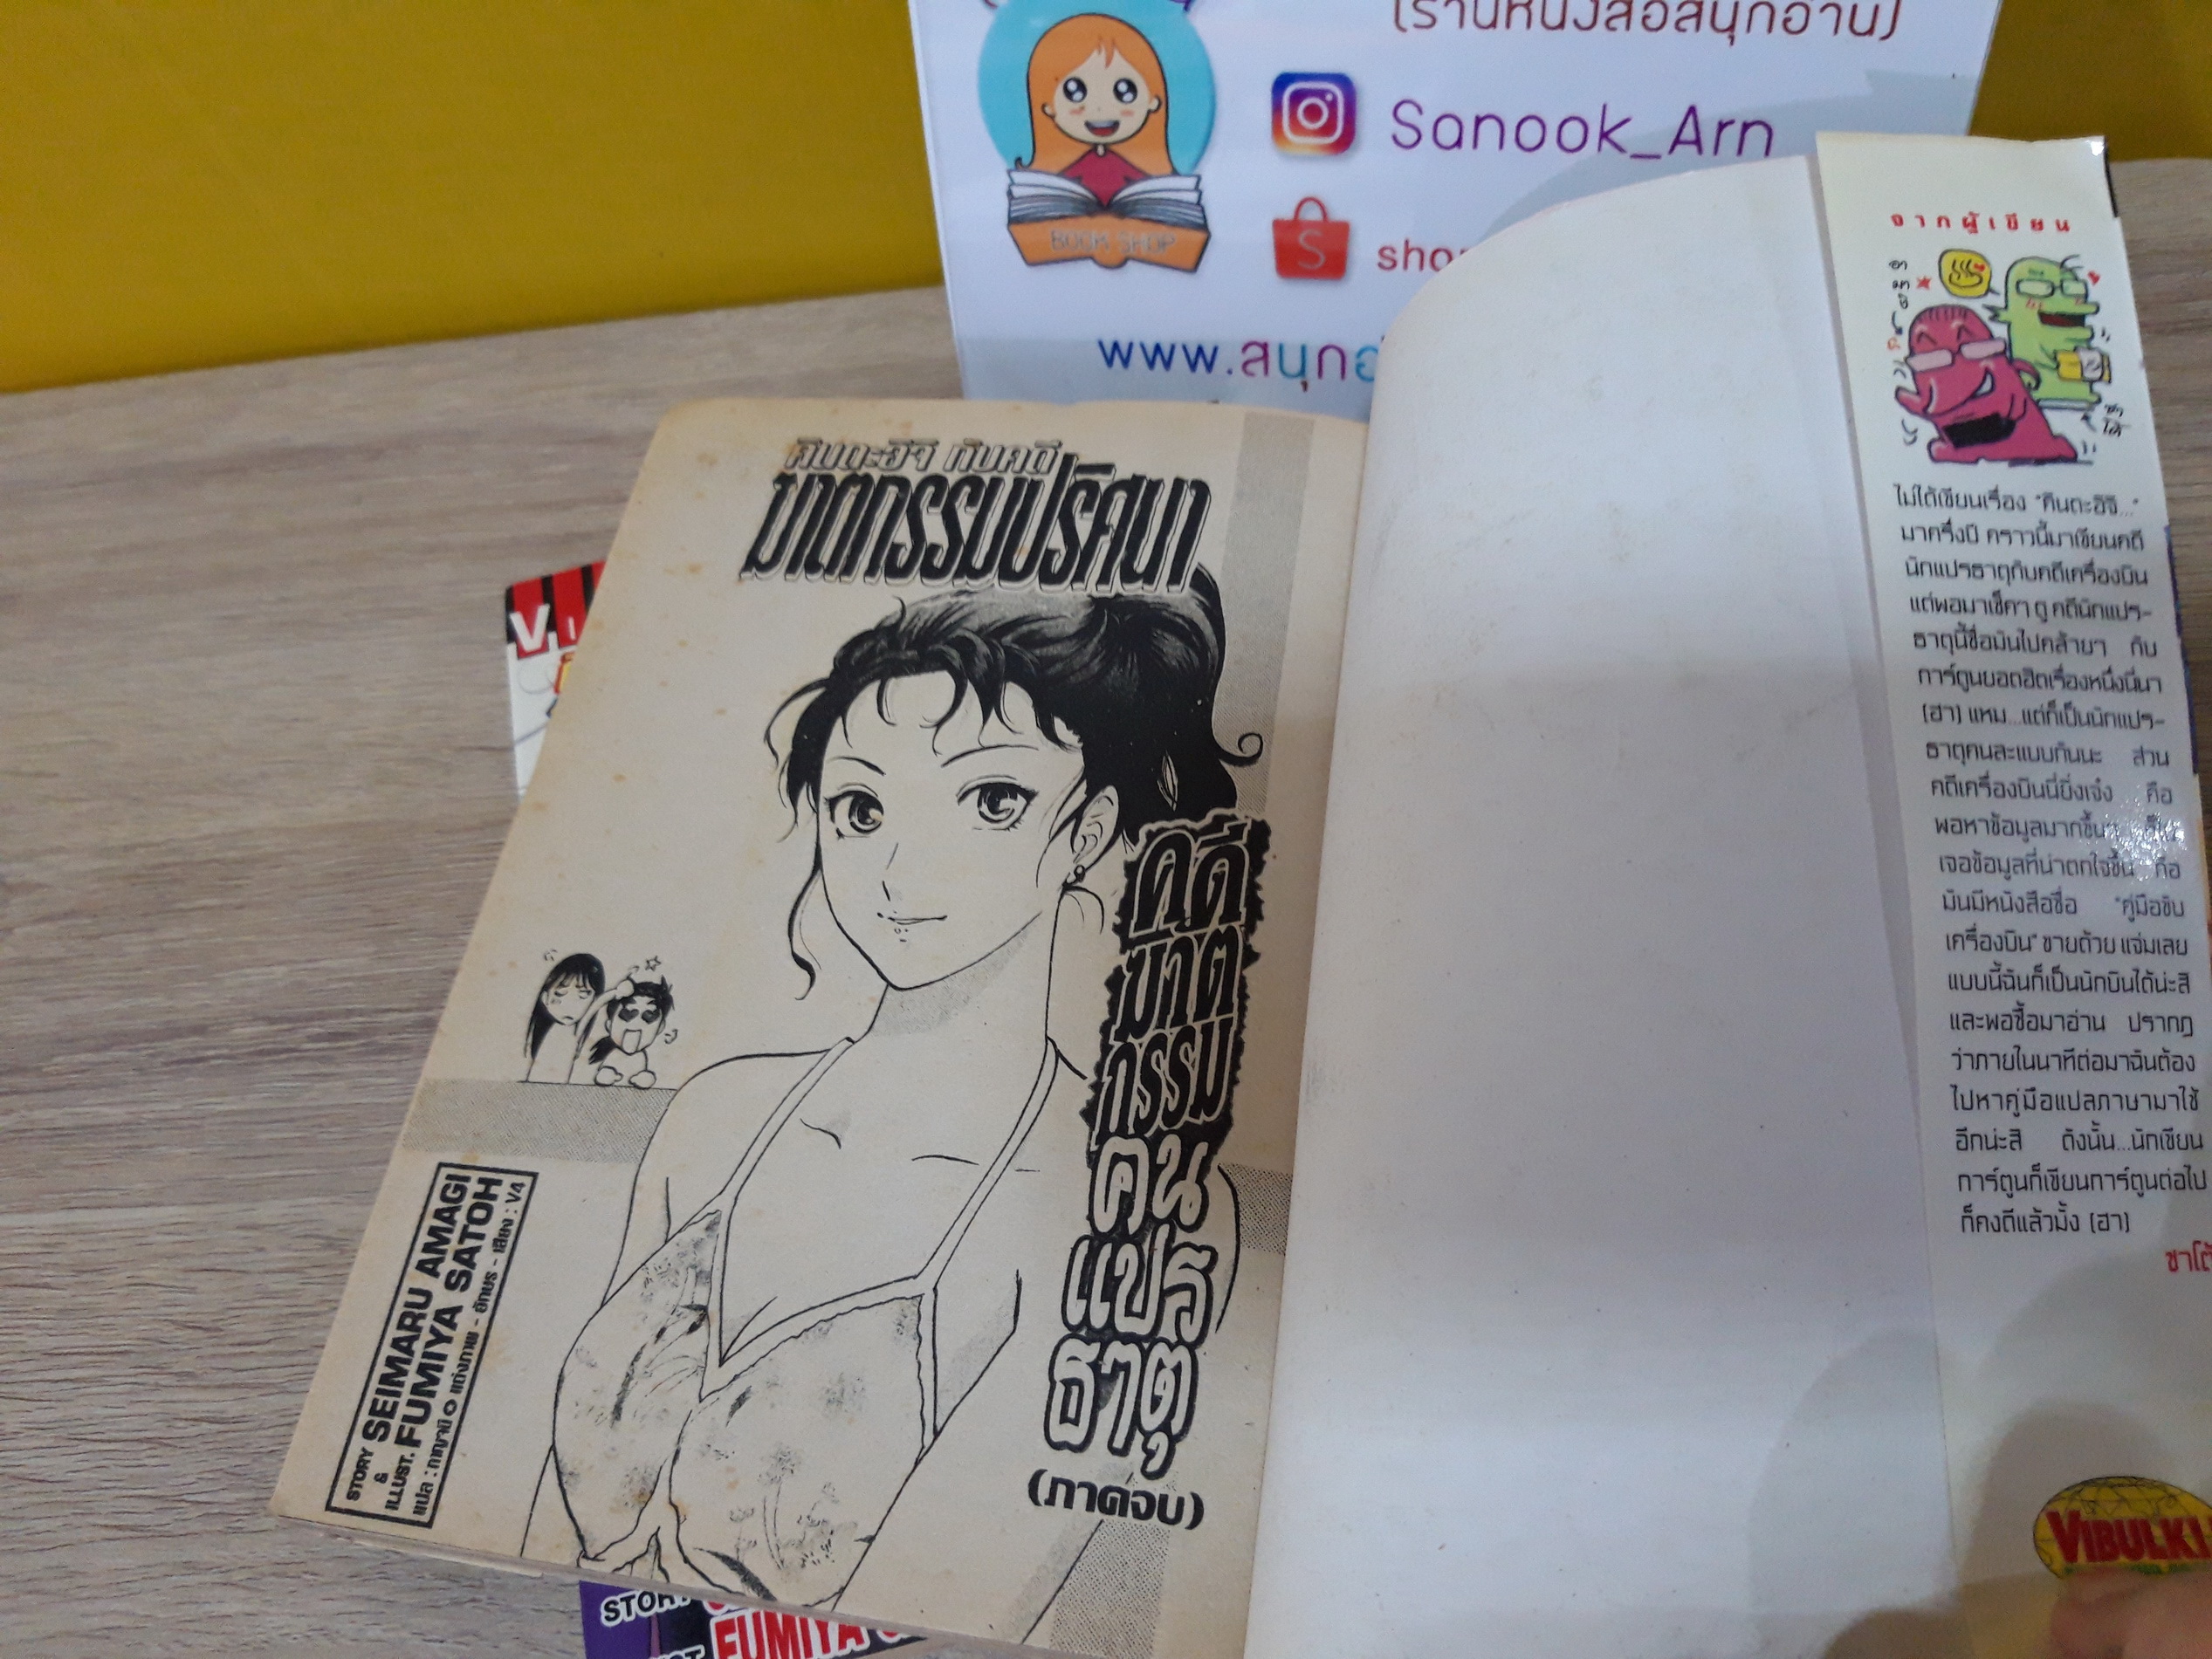 (ร้านหนังสือสนุกอ่าน)
Sanook_Arn
BOOK SHOP
S
www.สนุกอ
คินดะอิจิ กับคดี
ฆาตกรรมปริศนา
คดี
ฆาต
กรรม
คน
แปร
ธาตุ
(ภาคจบ)
STORY SEIMARU AMAGI
&
ILLUST. FUMIYA SATOH
STORY
FUMIYA
จากผู้เขียน
ไม่ได้เขียนเรื่อง "คินดะอิจิ..."
มาครึ่งปี คราวนี้มาเขียนคดี
นักแปรธาตุกับคดีเครื่องบิน
แต่พอมาเช็คๆ ดู คดีนักแปร-
ธาตุนี้ชื่อมันไปคล้ายๆ กับ
การ์ตูนยอดฮิตเรื่องหนึ่งนี่นา
(ฮา) แหม...แต่ก็เป็นนักแปร-
ธาตุคนละแบบกันนะ ส่วน
คดีเครื่องบินนี่ยิ่งเจ๋ง คือ
พอหาข้อมูลมากขึ้นๆ
เจอข้อมูลที่น่าตกใจขึ้น คือ
มันมีหนังสือชื่อ "คู่มือขับ
เครื่องบิน" ขายด้วย แจ่มเลย
แบบนี้ฉันก็เป็นนักบินได้น่ะสิ
และพอซื้อมาอ่าน ปรากฏ
ว่าภายในนาทีต่อมาฉันต้อง
ไปหาคู่มือแปลภาษามาใช้
อีกน่ะสิ ดังนั้น...นักเขียน
การ์ตูนก็เขียนการ์ตูนต่อไป
ก็คงดีแล้วมั้ง (ฮา)
VIBULKI